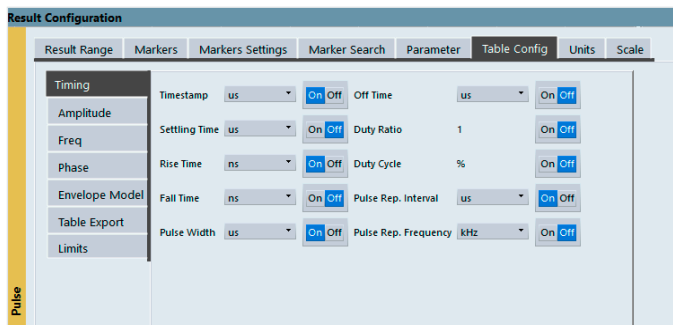 Result Configuration
Result Range Markers Markers Settings Marker Search Parameter Table Config Units Scale
Timing
Amplitude
Freq
Phase
Envelope Model
Table Export
Limits
Timestamp us On Off Off Time us On Off
Settling Time us On Off Duty Ratio 1 On Off
Rise Time ns On Off Duty Cycle % On Off
Fall Time ns On Off Pulse Rep. Interval us On Off
Pulse Width us On Off Pulse Rep. Frequency kHz On Off
Pulse